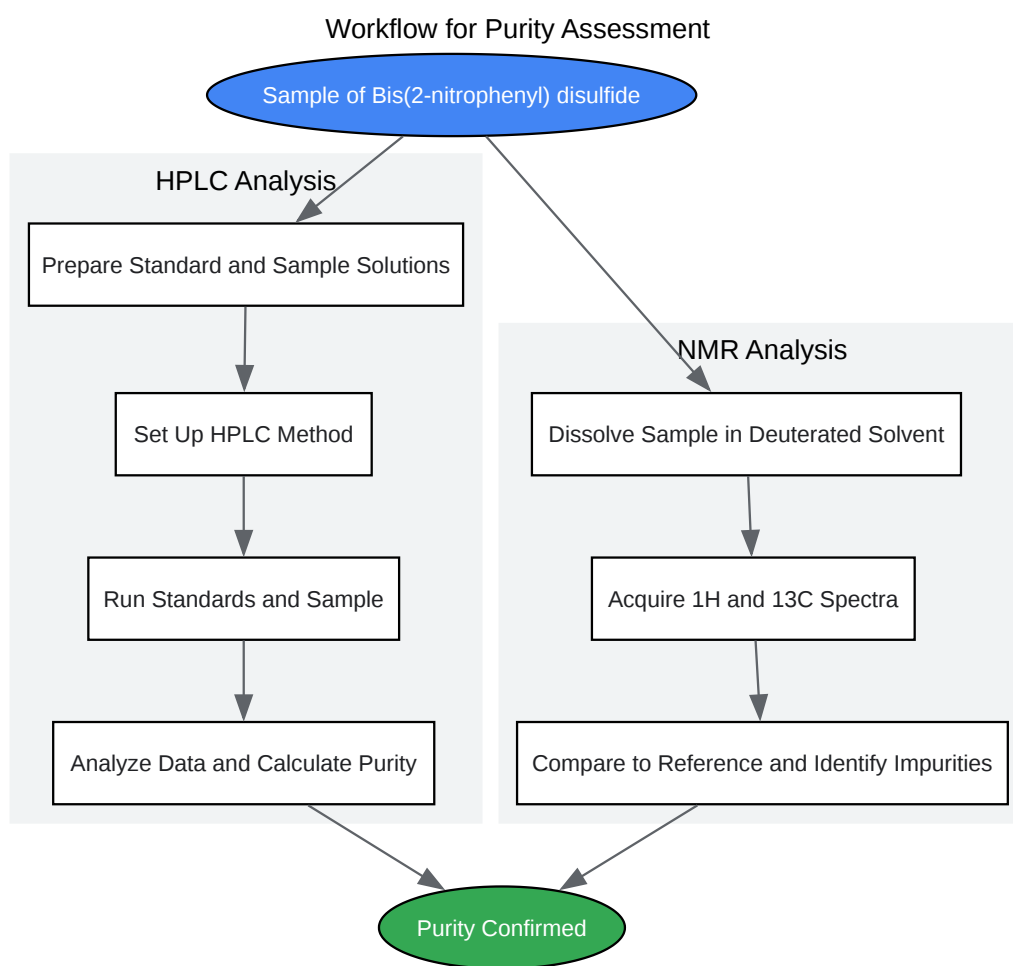 Workflow for Purity Assessment
Sample of Bis(2-nitrophenyl) disulfide
HPLC Analysis
Prepare Standard and Sample Solutions
Set Up HPLC Method
Run Standards and Sample
Analyze Data and Calculate Purity
NMR Analysis
Dissolve Sample in Deuterated Solvent
Acquire 1H and 13C Spectra
Compare to Reference and Identify Impurities
Purity Confirmed